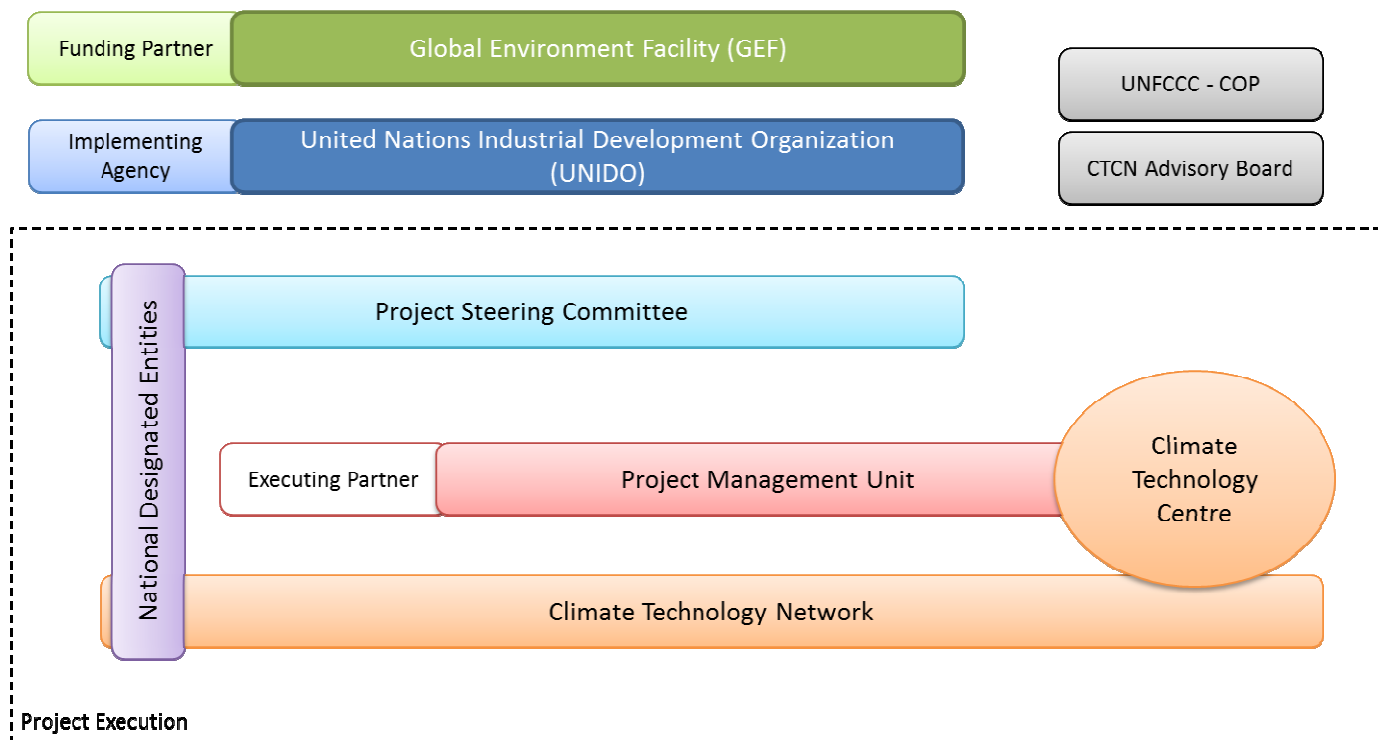 Funding Partner
Global Environment Facility (GEF)
UNFCCC - COP
Implementing
Agency
United Nations Industrial Development Organization
(UNIDO)
CTCN Advisory Board
National Designated Entities
Project Steering Committee
Executing Partner
Project Management Unit
Climate
Technology
Centre
Climate Technology Network
Project Execution